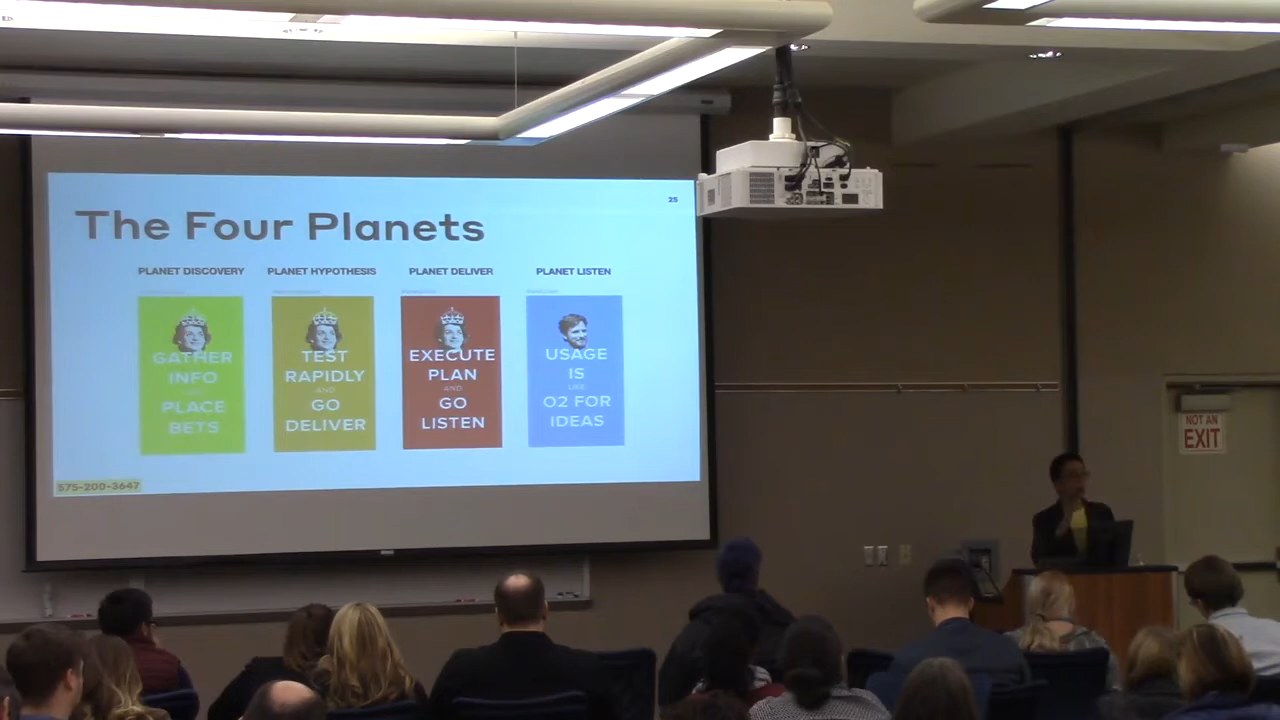 25
The Four Planets
PLANET DISCOVERY
PLANET HYPOTHESIS
PLANET DELIVER
PLANET LISTEN
GATHER
INFO
PLACE
BETS
TEST
RAPIDLY
AND
GO
DELIVER
EXECUTE
PLAN
AND
GO
LISTEN
USAGE
IS
LIKE
O2 FOR
IDEAS
575-200-3647
NOT AN
EXIT